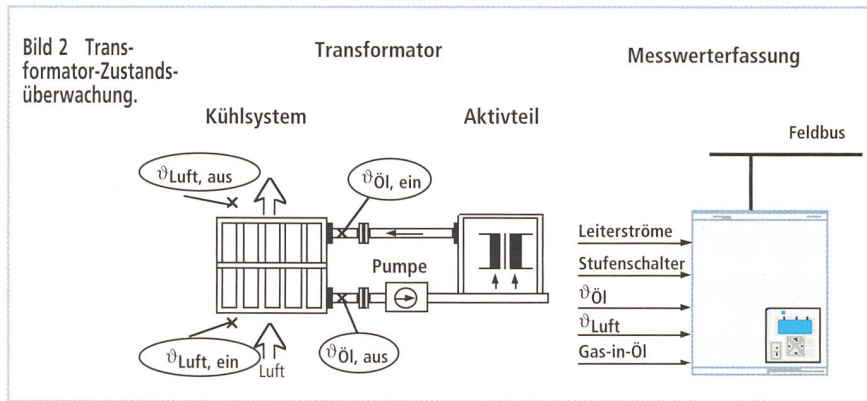 Bild 2 Trans-
formator-Zustands-
überwachung.
Transformator
Messwerterfassung
Kühlsystem
Aktivteil
Feldbus
ϑLuft, aus
ϑÖl, ein
Pumpe
ϑLuft, ein
Luft
ϑÖl, aus
Leiterströme
Stufenschalter
ϑÖl
ϑLuft
Gas-in-Öl